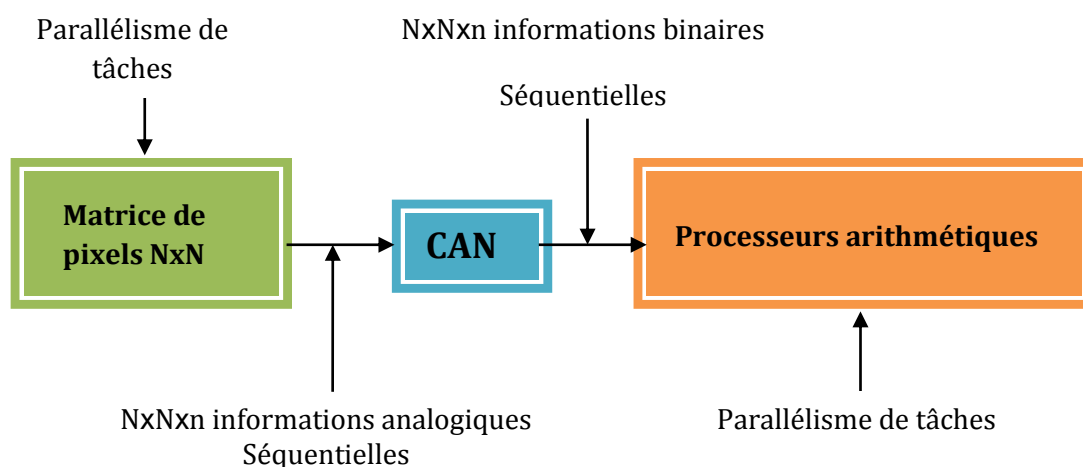 Parallélisme de
tâches
NxNxn informations binaires
Séquentielles
Matrice de
pixels NxN
CAN
Processeurs arithmétiques
NxNxn informations analogiques
Séquentielles
Parallélisme de tâches